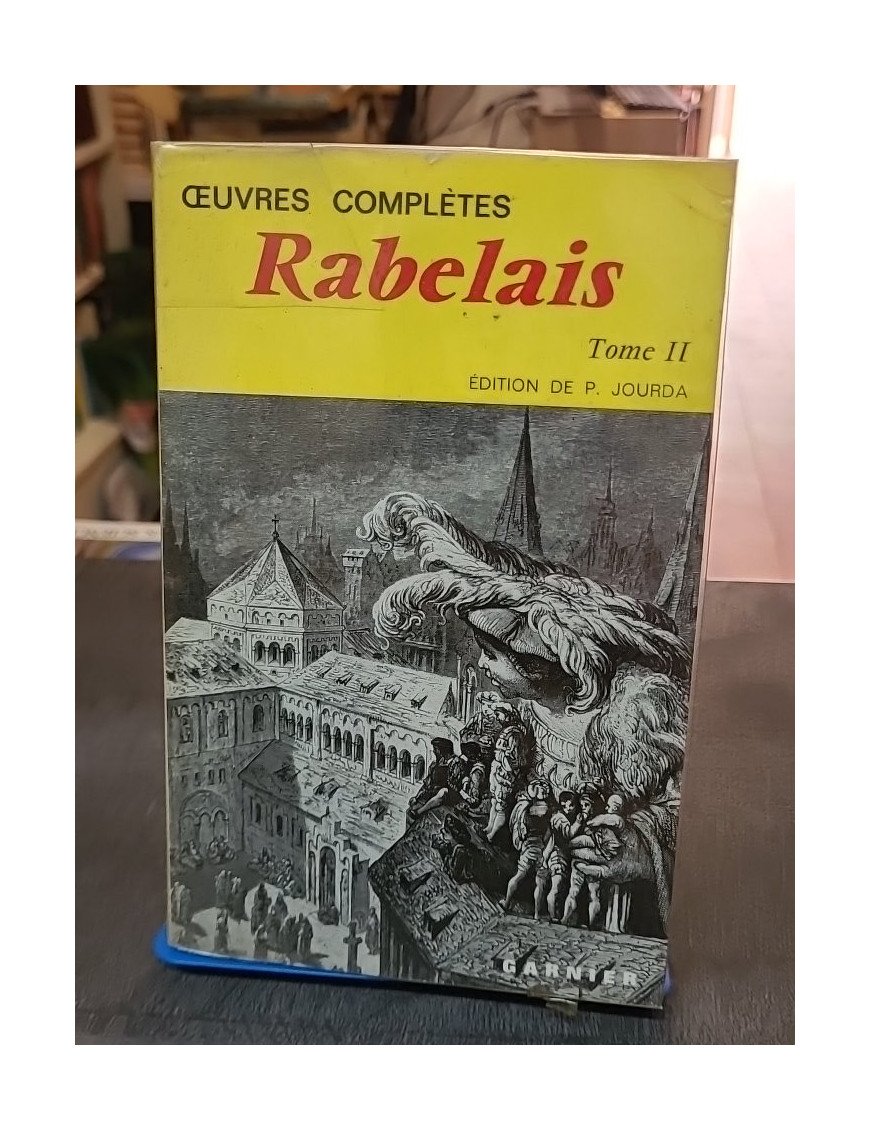 ŒUVRES COMPLÈTES
Rabelais
Tome II
ÉDITION DE P. JOURDA
GARNIER